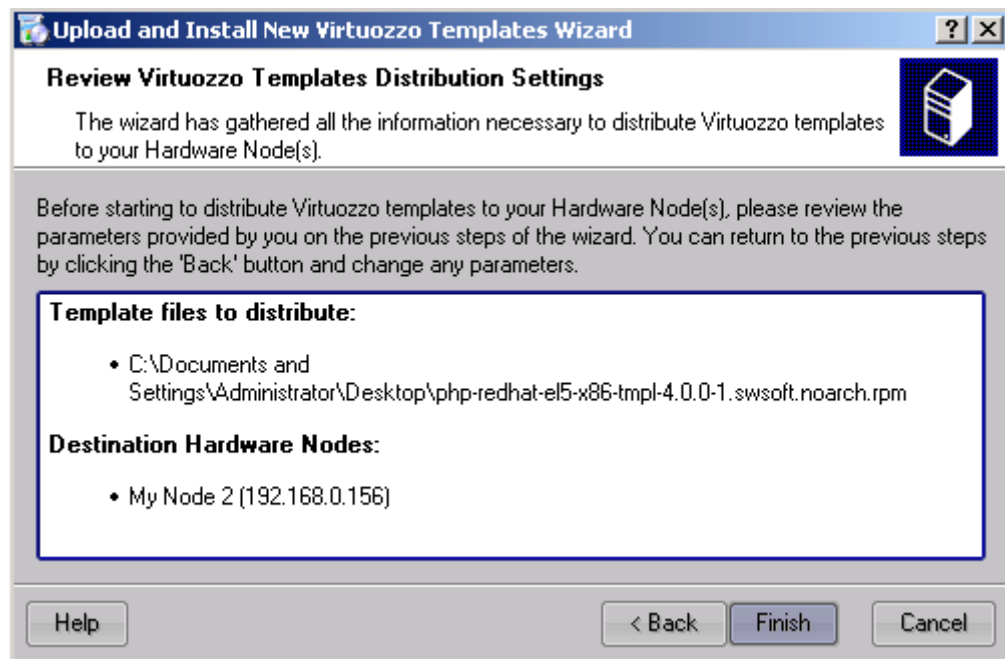 Upload and Install New Virtuozzo Templates Wizard
Review Virtuozzo Templates Distribution Settings
The wizard has gathered all the information necessary to distribute Virtuozzo templates
to your Hardware Node(s).
Before starting to distribute Virtuozzo templates to your Hardware Node(s), please review the
parameters provided by you on the previous steps of the wizard. You can return to the previous steps
by clicking the 'Back' button and change any parameters.
Template files to distribute:
• C:\Documents and
Settings\Administrator\Desktop\php-redhat-el5-x86-tmpl-4.0.0-1.swsoft.noarch.rpm
Destination Hardware Nodes:
• My Node 2 (192.168.0.156)
Help
< Back
Finish
Cancel